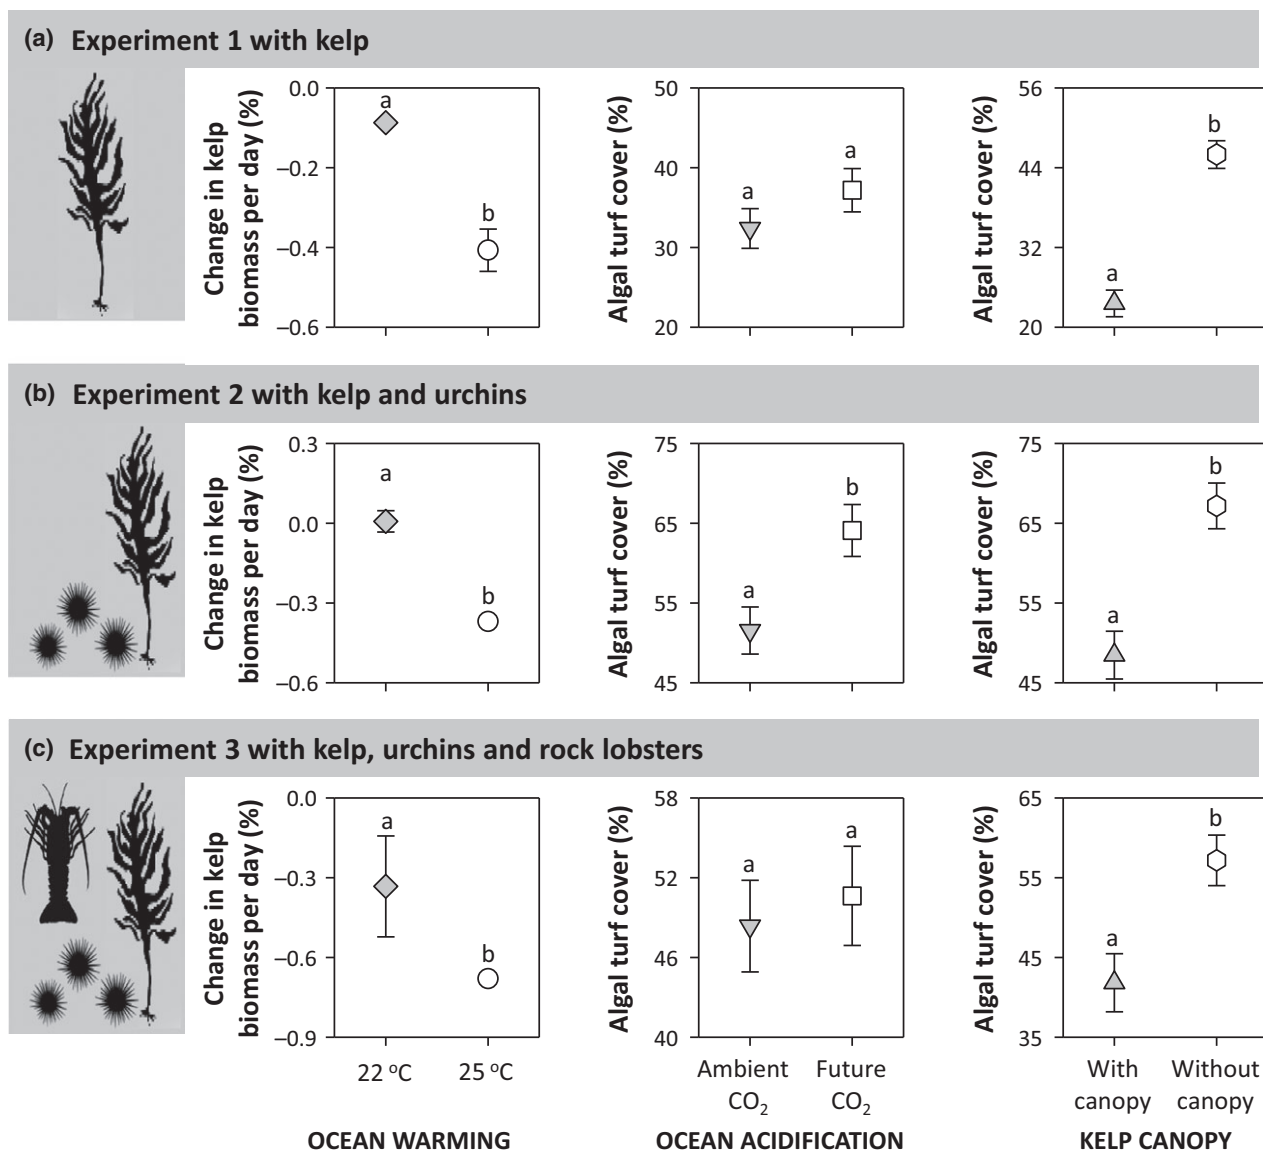 (a) Experiment 1 with kelp
Change in kelp
biomass per day (%)
0.0
–0.2
–0.4
–0.6
a
b
Algal turf cover (%)
50
40
30
20
a
a
Algal turf cover (%)
56
44
32
20
a
b
(b) Experiment 2 with kelp and urchins
Change in kelp
biomass per day (%)
0.3
0.0
–0.3
–0.6
a
b
Algal turf cover (%)
75
65
55
45
a
b
Algal turf cover (%)
75
65
55
45
a
b
(c) Experiment 3 with kelp, urchins and rock lobsters
Change in kelp
biomass per day (%)
0.0
–0.3
–0.6
–0.9
a
b
Algal turf cover (%)
58
52
46
40
a
a
Algal turf cover (%)
65
55
45
35
a
b
22 °C
25 °C
Ambient
CO₂
Future
CO₂
With
canopy
Without
canopy
OCEAN WARMING
OCEAN ACIDIFICATION
KELP CANOPY